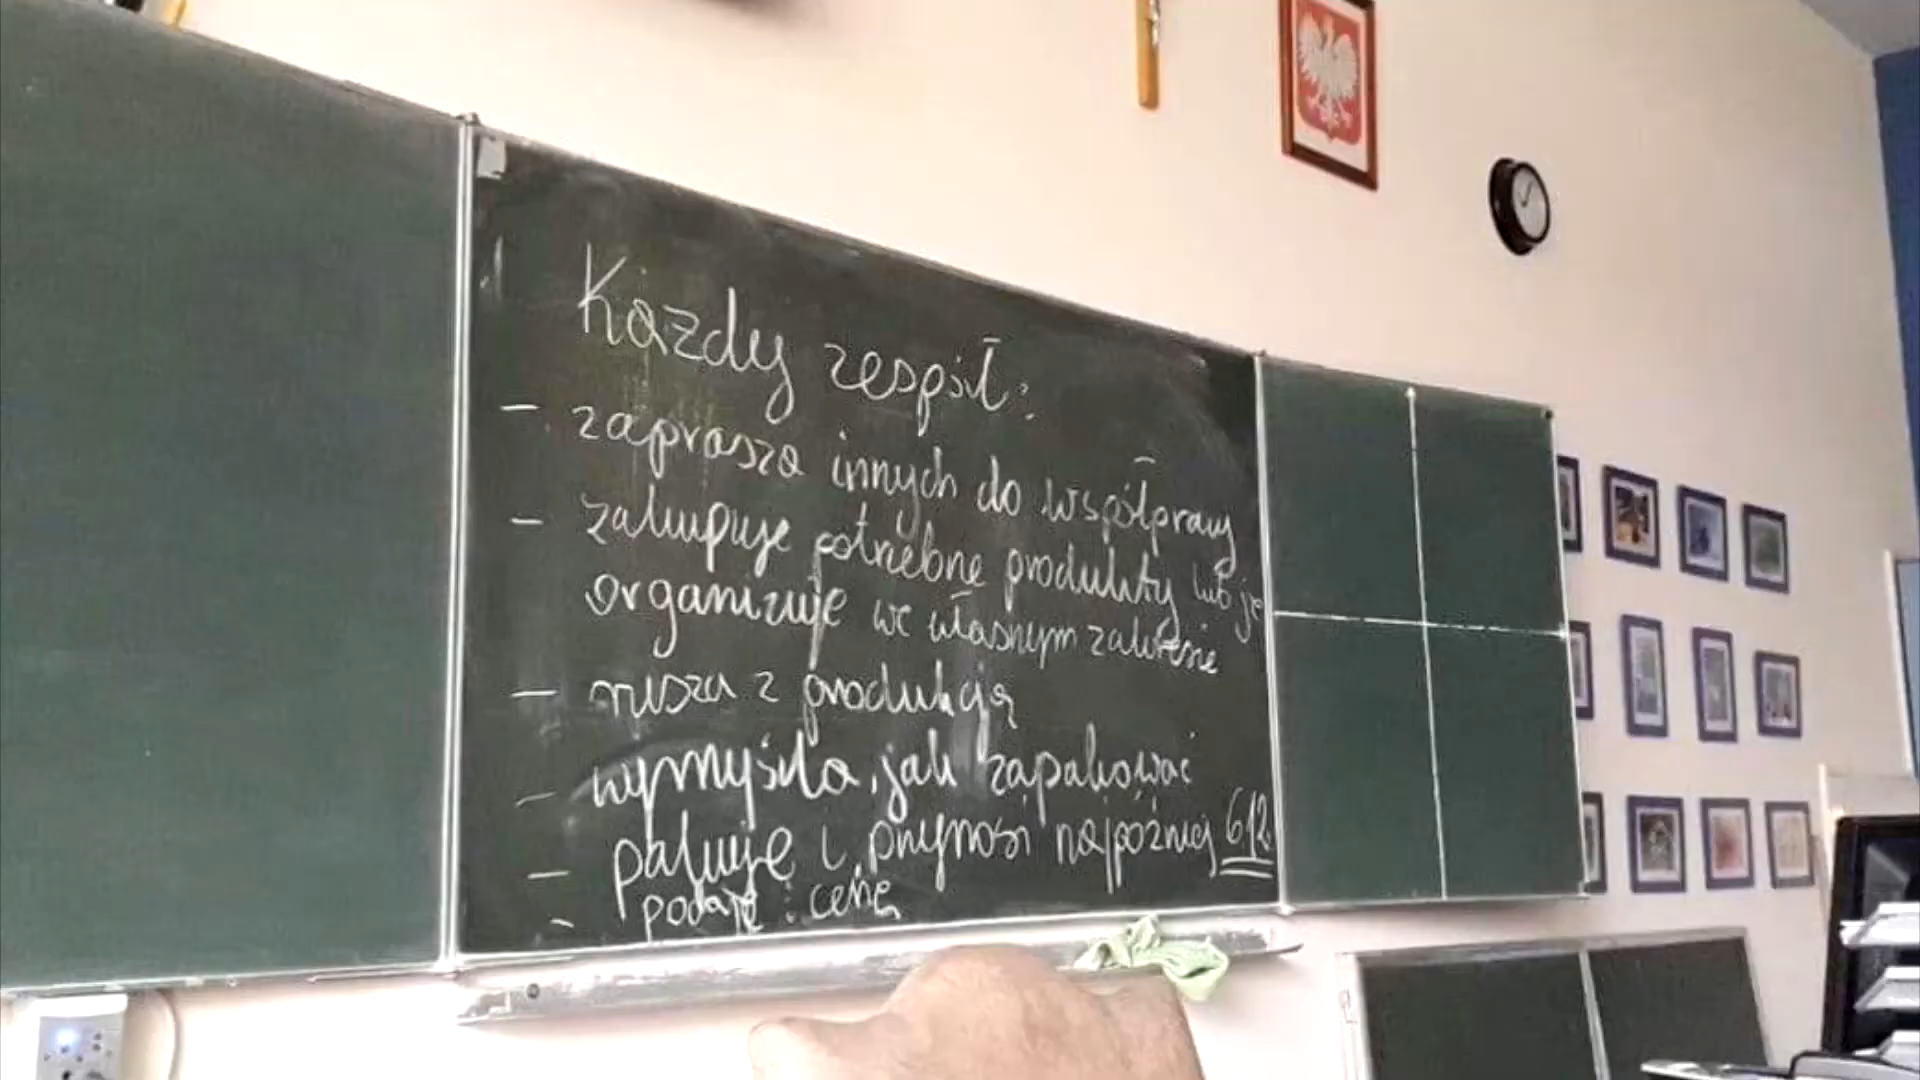 Każdy zespół:
- zaprasza innych do współpracy
- zakupuje potrzebne produkty lub je
organizuje we własnym zakresie
- rusza z produkcją
- wymyśla, jak zapakować
- pakuje i przynosi najpóźniej 6 12.
- podaje : cenę